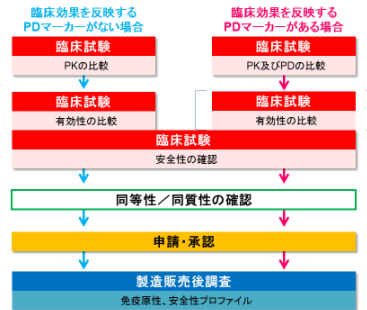 臨床効果を反映する
PDマーカーがない場合
臨床効果を反映する
PDマーカーがある場合
臨床試験
PKの比較
臨床試験
PK及びPDの比較
臨床試験
有効性の比較
臨床試験
有効性の比較
臨床試験
安全性の確認
同等性／同質性の確認
申請・承認
製造販売後調査
免疫原性、安全性プロファイル